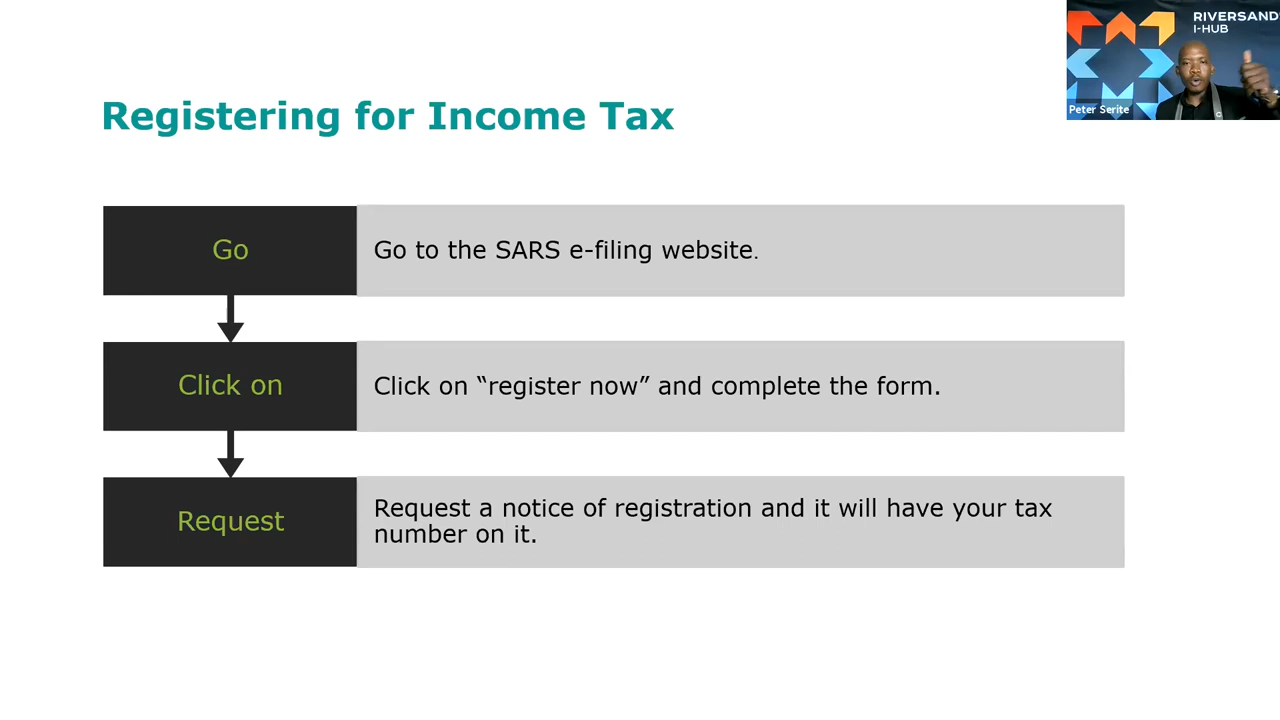 RIVERSAND
I-HUB
Peter Serite
Registering for Income Tax
Go
Go to the SARS e-filing website.
Click on
Click on “register now” and complete the form.
Request
Request a notice of registration and it will have your tax
number on it.